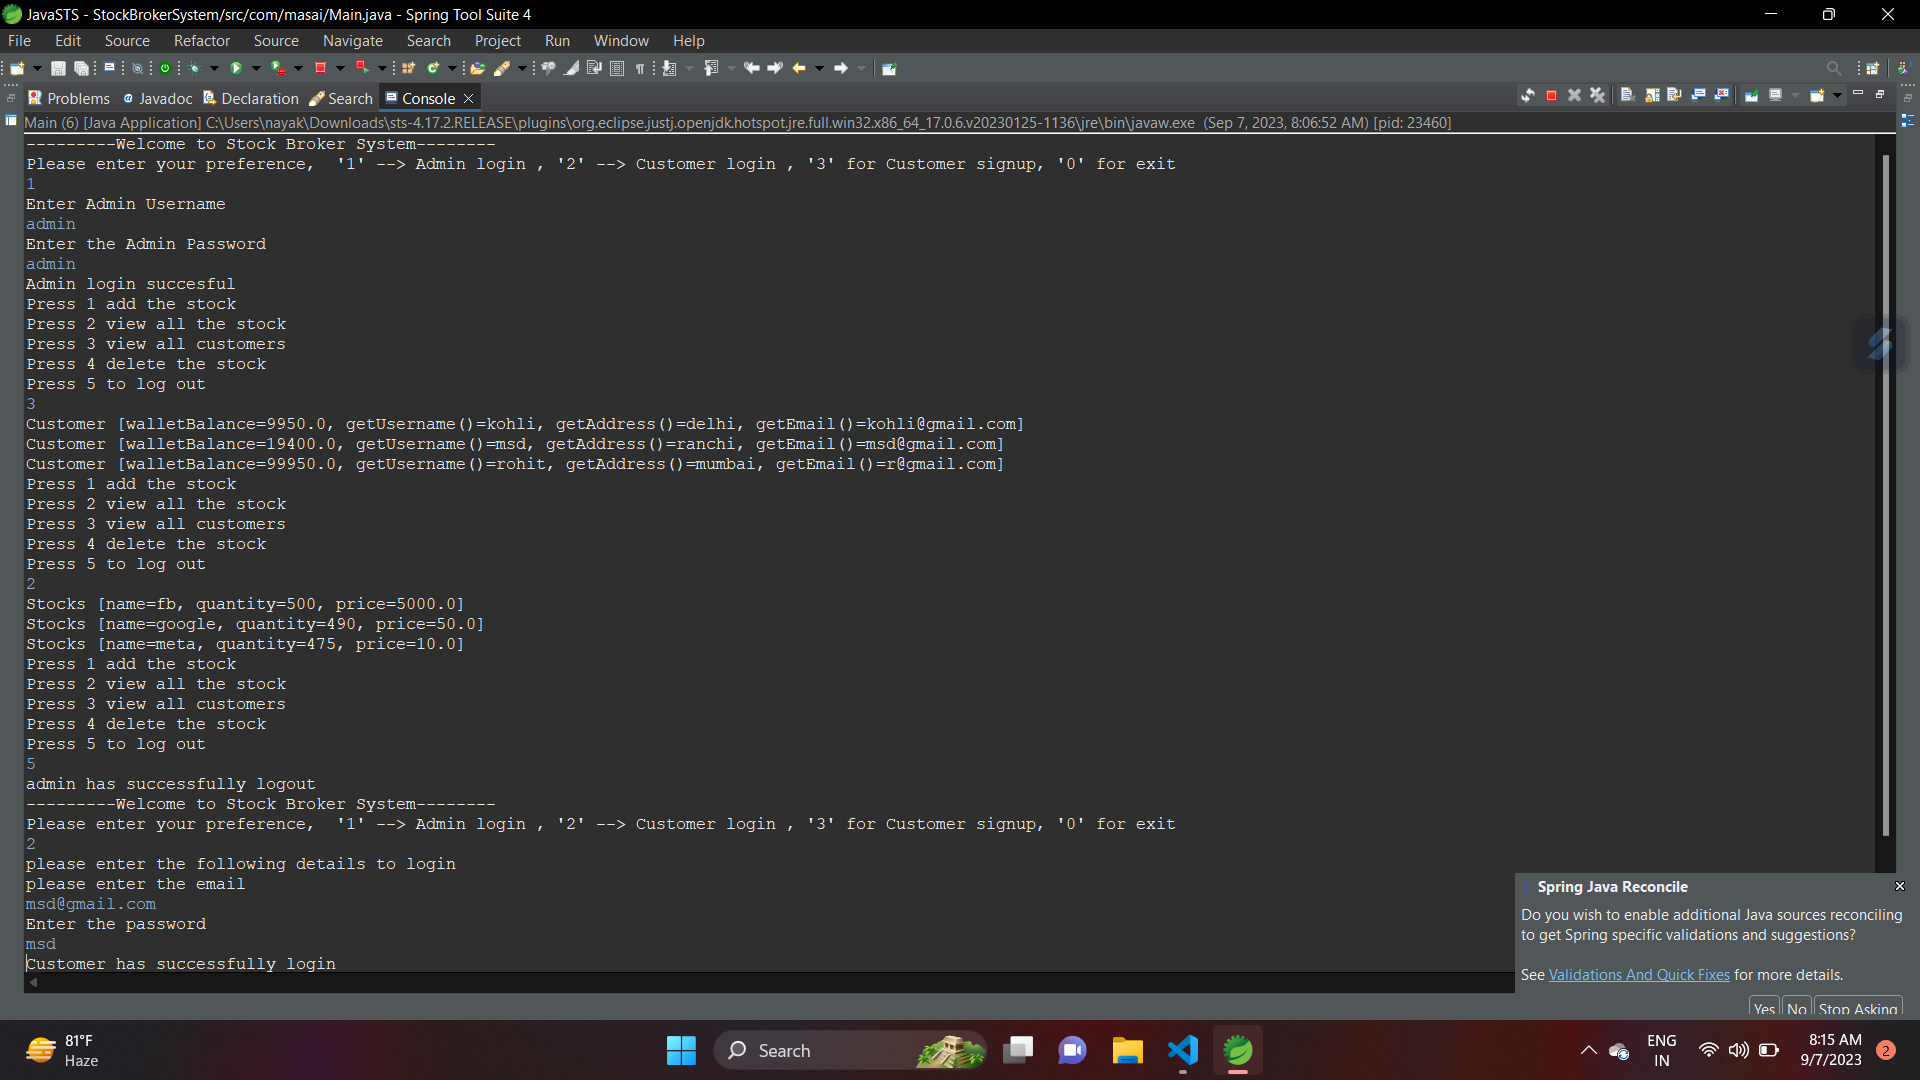 JavaSTS - StockBrokerSystem/src/com/masai/Main.java - Spring Tool Suite 4
File Edit Source Refactor Source Navigate Search Project Run Window Help
Problems Javadoc Declaration Search Console
Main (6) [Java Application] C:\Users\nayak\Downloads\sts-4.17.2.RELEASE\plugins\org.eclipse.justj.openjdk.hotspot.jre.full.win32.x86_64_17.0.6.v20230125-1136\jre\bin\javaw.exe (Sep 7, 2023, 8:06:52 AM) [pid: 23460]
---------Welcome to Stock Broker System--------
Please enter your preference,  '1' --> Admin login , '2' --> Customer login , '3' for Customer signup, '0' for exit
1
Enter Admin Username
admin
Enter the Admin Password
admin
Admin login succesful
Press 1 add the stock
Press 2 view all the stock
Press 3 view all customers
Press 4 delete the stock
Press 5 to log out
3
Customer [walletBalance=9950.0, getUsername()=kohli, getAddress()=delhi, getEmail()=kohli@gmail.com]
Customer [walletBalance=19400.0, getUsername()=msd, getAddress()=ranchi, getEmail()=msd@gmail.com]
Customer [walletBalance=99950.0, getUsername()=rohit, getAddress()=mumbai, getEmail()=r@gmail.com]
Press 1 add the stock
Press 2 view all the stock
Press 3 view all customers
Press 4 delete the stock
Press 5 to log out
2
Stocks [name=fb, quantity=500, price=5000.0]
Stocks [name=google, quantity=490, price=50.0]
Stocks [name=meta, quantity=475, price=10.0]
Press 1 add the stock
Press 2 view all the stock
Press 3 view all customers
Press 4 delete the stock
Press 5 to log out
5
admin has successfully logout
---------Welcome to Stock Broker System--------
Please enter your preference,  '1' --> Admin login , '2' --> Customer login , '3' for Customer signup, '0' for exit
2
please enter the following details to login
please enter the email
msd@gmail.com
Enter the password
msd
Customer has successfully login
Spring Java Reconcile
Do you wish to enable additional Java sources reconciling
to get Spring specific validations and suggestions?
See Validations And Quick Fixes for more details.
Yes No Stop Asking
81°F
Haze
Search
ENG
IN
8:15 AM
9/7/2023
2